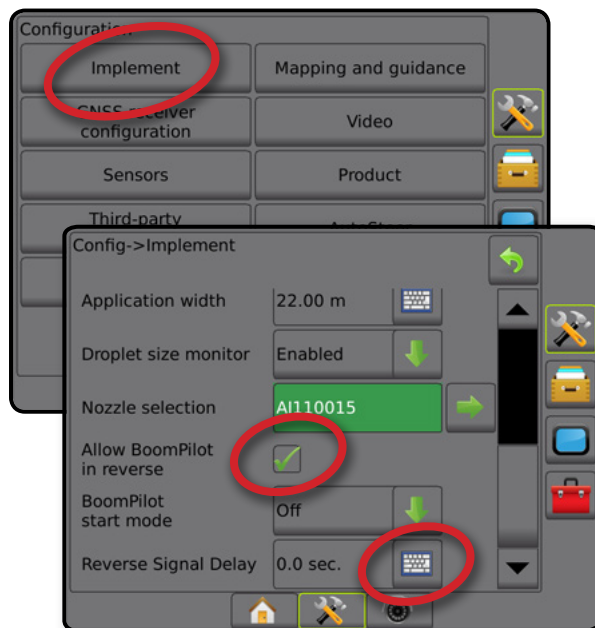 Configuration
Implement
Mapping and guidance
GNSS receiver
configuration
Video
Sensors
Product
Third-party
Config->Implement
Application width
22.00 m
Droplet size monitor
Enabled
Nozzle selection
AI110015
Allow BoomPilot
in reverse
BoomPilot
start mode
Off
Reverse Signal Delay
0.0 sec.